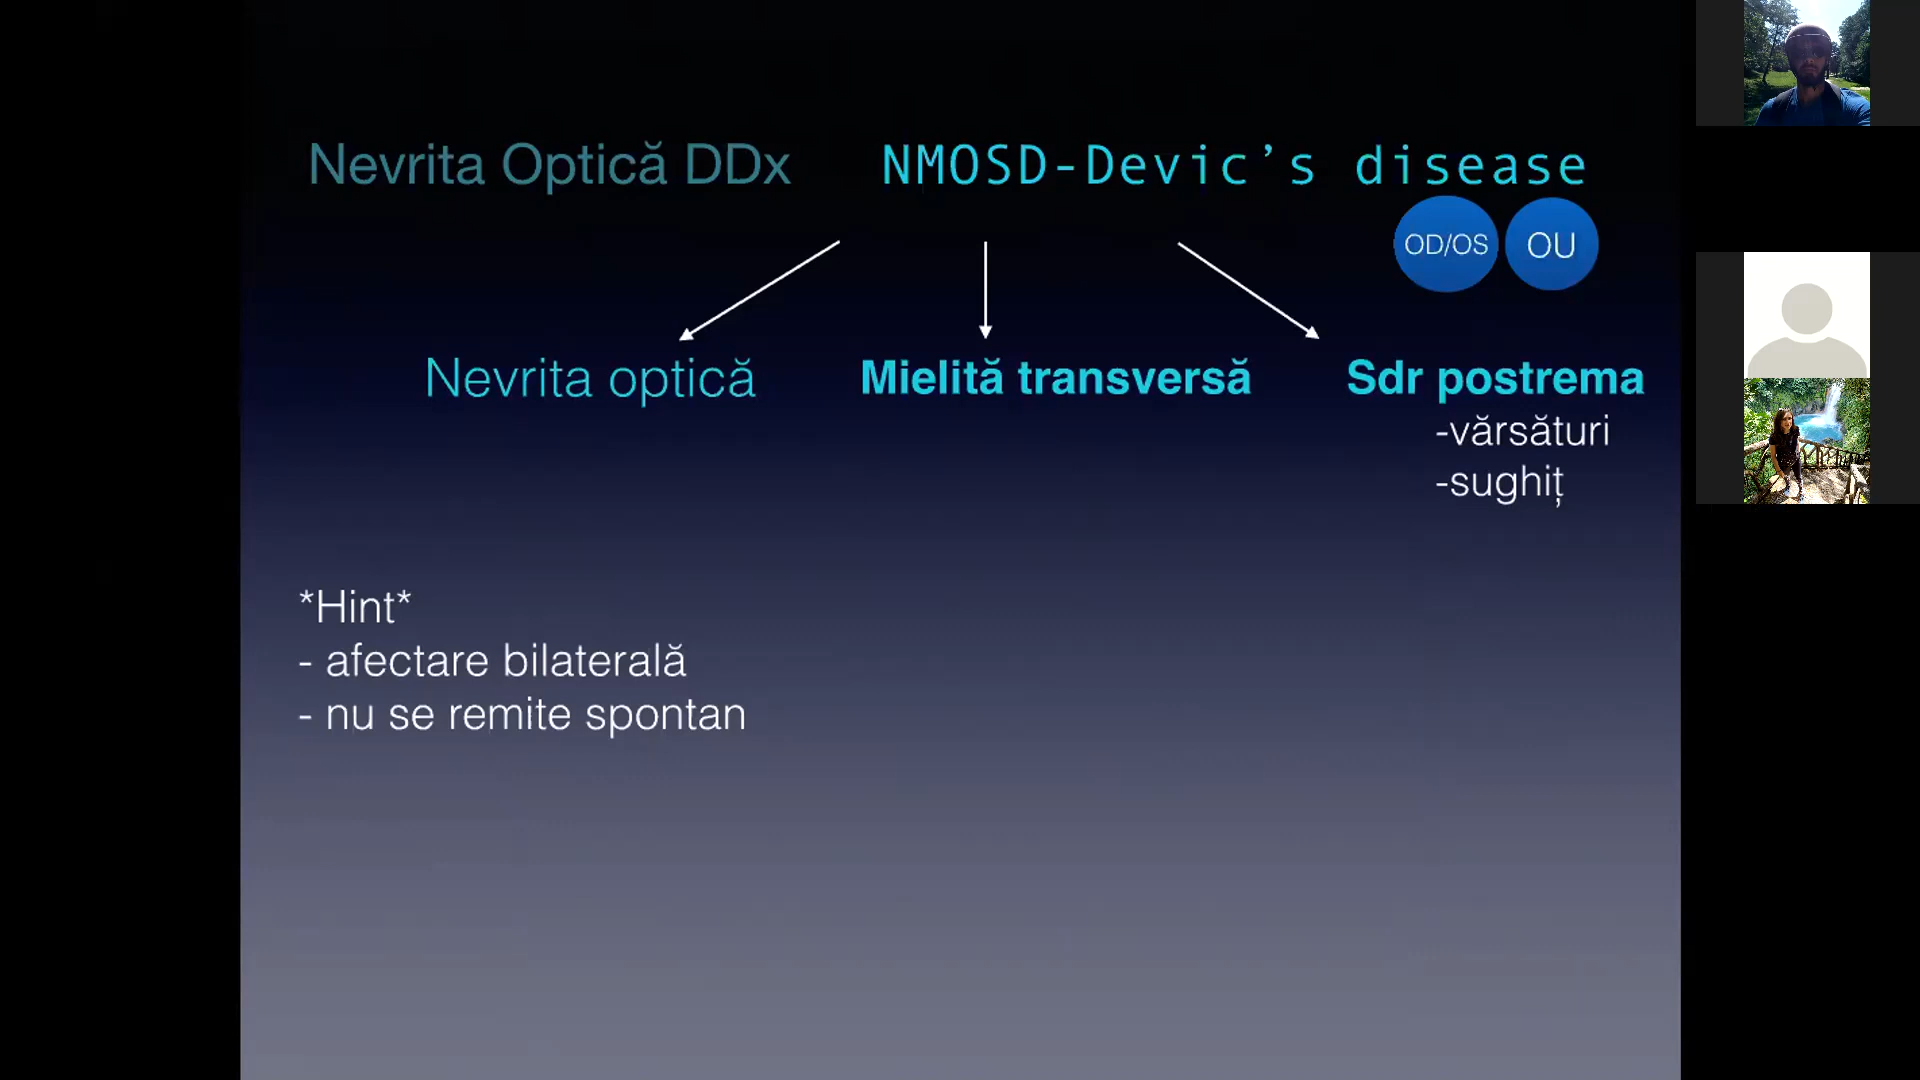 Nevrita Optică DDx NMOSD-Devic’s disease
OD/OS OU
Nevrita optică Mielită transversă Sdr postrema
-vărsături
-sughiț
*Hint*
- afectare bilaterală
- nu se remite spontan